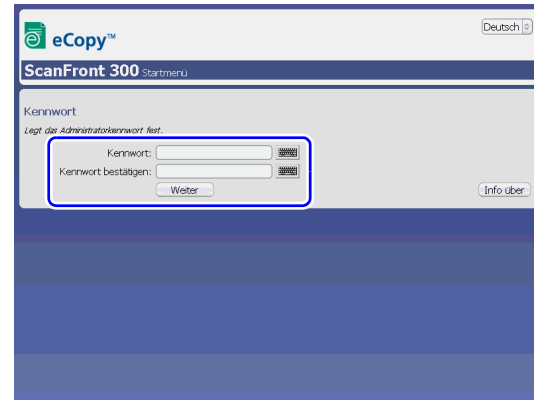 eCopy™
Deutsch
ScanFront 300 Startmenü
Kennwort
Legt das Administratorkennwort fest.
Kennwort:
Kennwort bestätigen:
Weiter
Info über